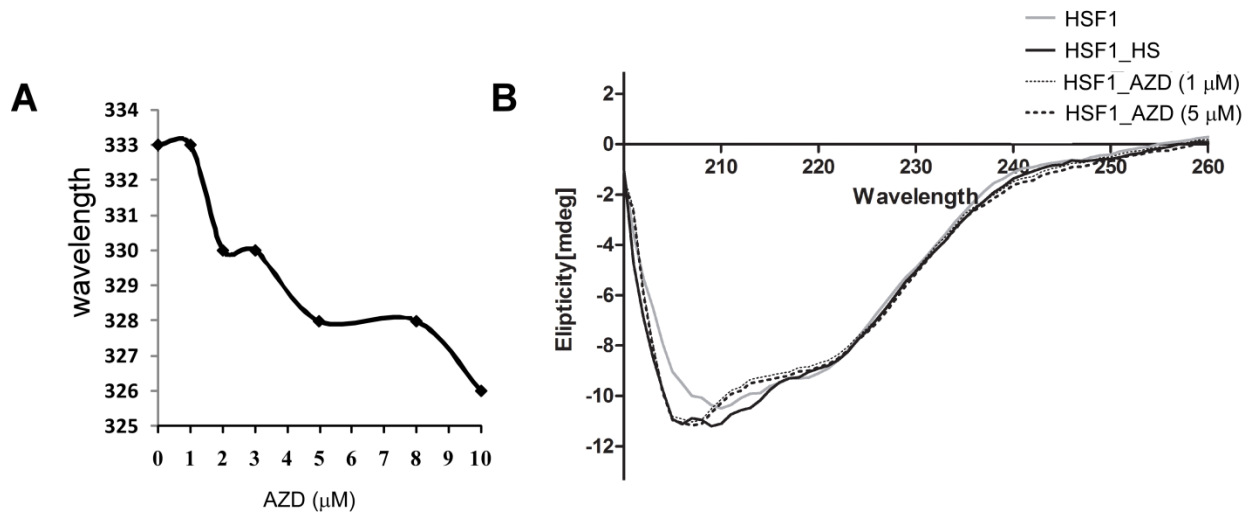 A
334
333
332
331
330
329
328
327
326
325
wavelength
0 1 2 3 4 5 6 7 8 9 10
AZD (μM)
B
HSF1
HSF1_HS
HSF1_AZD (1 μM)
HSF1_AZD (5 μM)
2
0
-2
-4
-6
-8
-10
-12
Elipticity[mdeg]
210 220 230 240 250 260
Wavelength